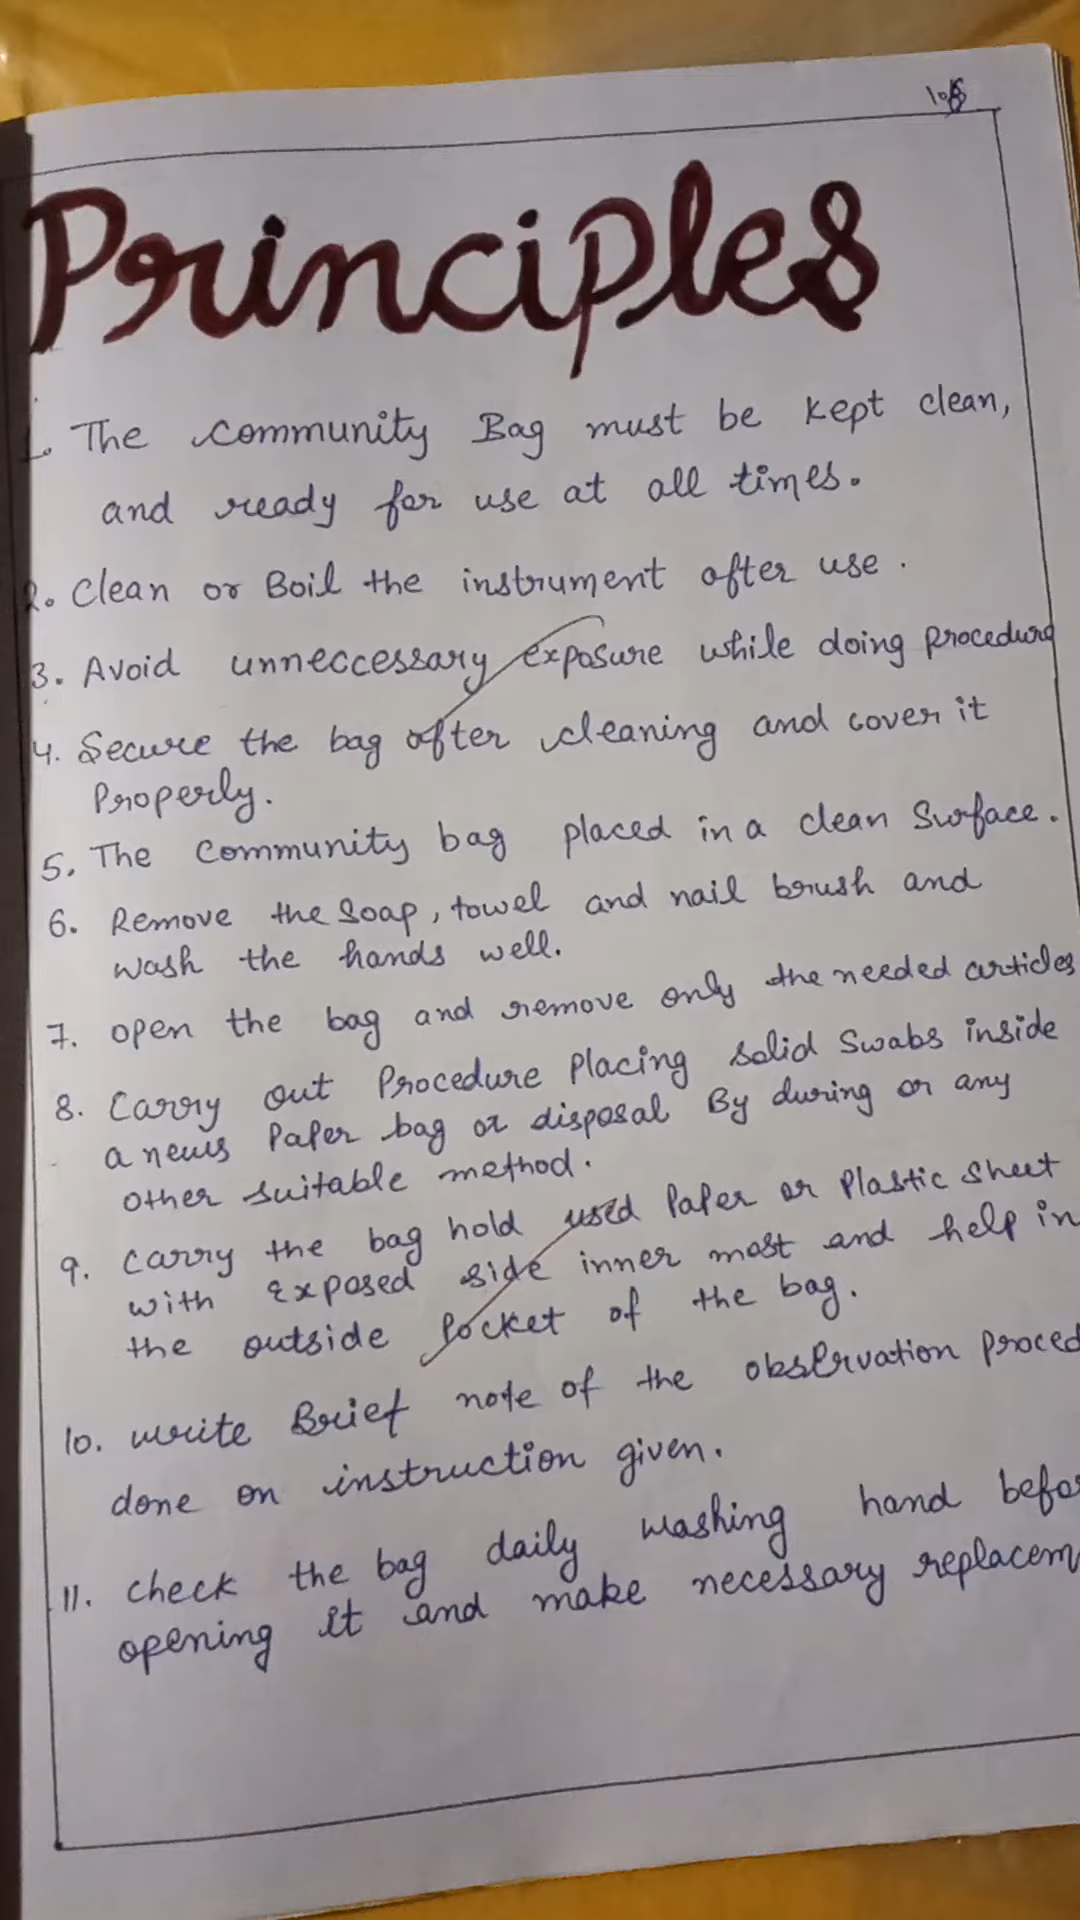 Principles
1. The community Bag must be kept clean,
and ready for use at all times.
2. Clean or Boil the instrument after use.
3. Avoid unneccessary exposure while doing procedure
4. Secure the bag after cleaning and cover it
Properly.
5. The community bag placed in a clean Surface.
6. Remove the soap, towel and nail brush and
wash the hands well.
7. open the bag and remove only the needed articles
8. Carry out Procedure Placing solid Swabs inside
a news Paper bag or disposal By during or any
other suitable method.
9. Carry the bag hold used Paper or Plastic sheet
with exposed side inner most and help in
the outside Pocket of the bag.
10. write Brief note of the observation proced
done on instruction given.
11. check the bag daily washing hand befor
opening it and make necessary replacem